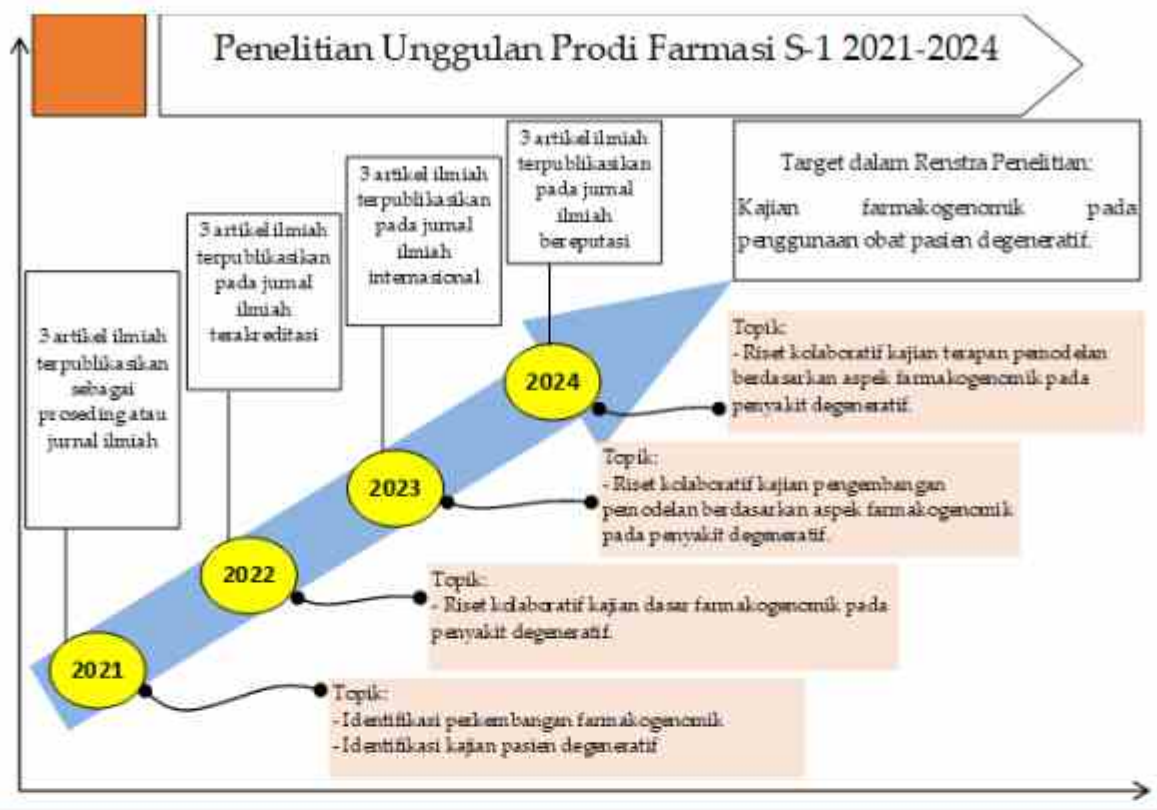 Penelitian Unggulan Prodi Farmasi S-1 2021-2024
3 artikel ilmiah
terpublikasikan
sebagai
proseding atau
jurnal ilmiah
3 artikel ilmiah
terpublikasikan
pada jurnal
ilmiah
terakreditasi
3 artikel ilmiah
terpublikasikan
pada jurnal
ilmiah
internasional
3 artikel ilmiah
terpublikasikan
pada jurnal
ilmiah
bereputasi
Target dalam Renstra Penelitian:
Kajian farmakogenomik pada
penggunaan obat pasien degeneratif.
2024
Topik:
- Riset kolaboratif kajian terapan pemodelan
berdasarkan aspek farmakogenomik pada
penyakit degeneratif.
2023
Topik:
- Riset kolaboratif kajian pengembangan
pemodelan berdasarkan aspek farmakogenomik
pada penyakit degeneratif.
2022
Topik:
- Riset kolaboratif kajian dasar farmakogenomik pada
penyakit degeneratif.
2021
Topik:
- Identifikasi perkembangan farmakogenomik
- Identifikasi kajian pasien degeneratif